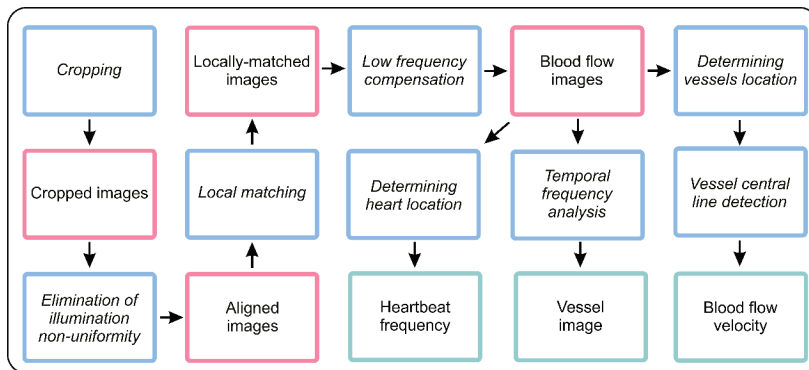 Cropping
Cropped images
Elimination of
illumination
non-uniformity
Locally-matched
images
Local matching
Aligned
images
Low frequency
compensation
Determining
heart location
Heartbeat
frequency
Blood flow
images
Temporal
frequency
analysis
Vessel
image
Determining
vessels location
Vessel central
line detection
Blood flow
velocity